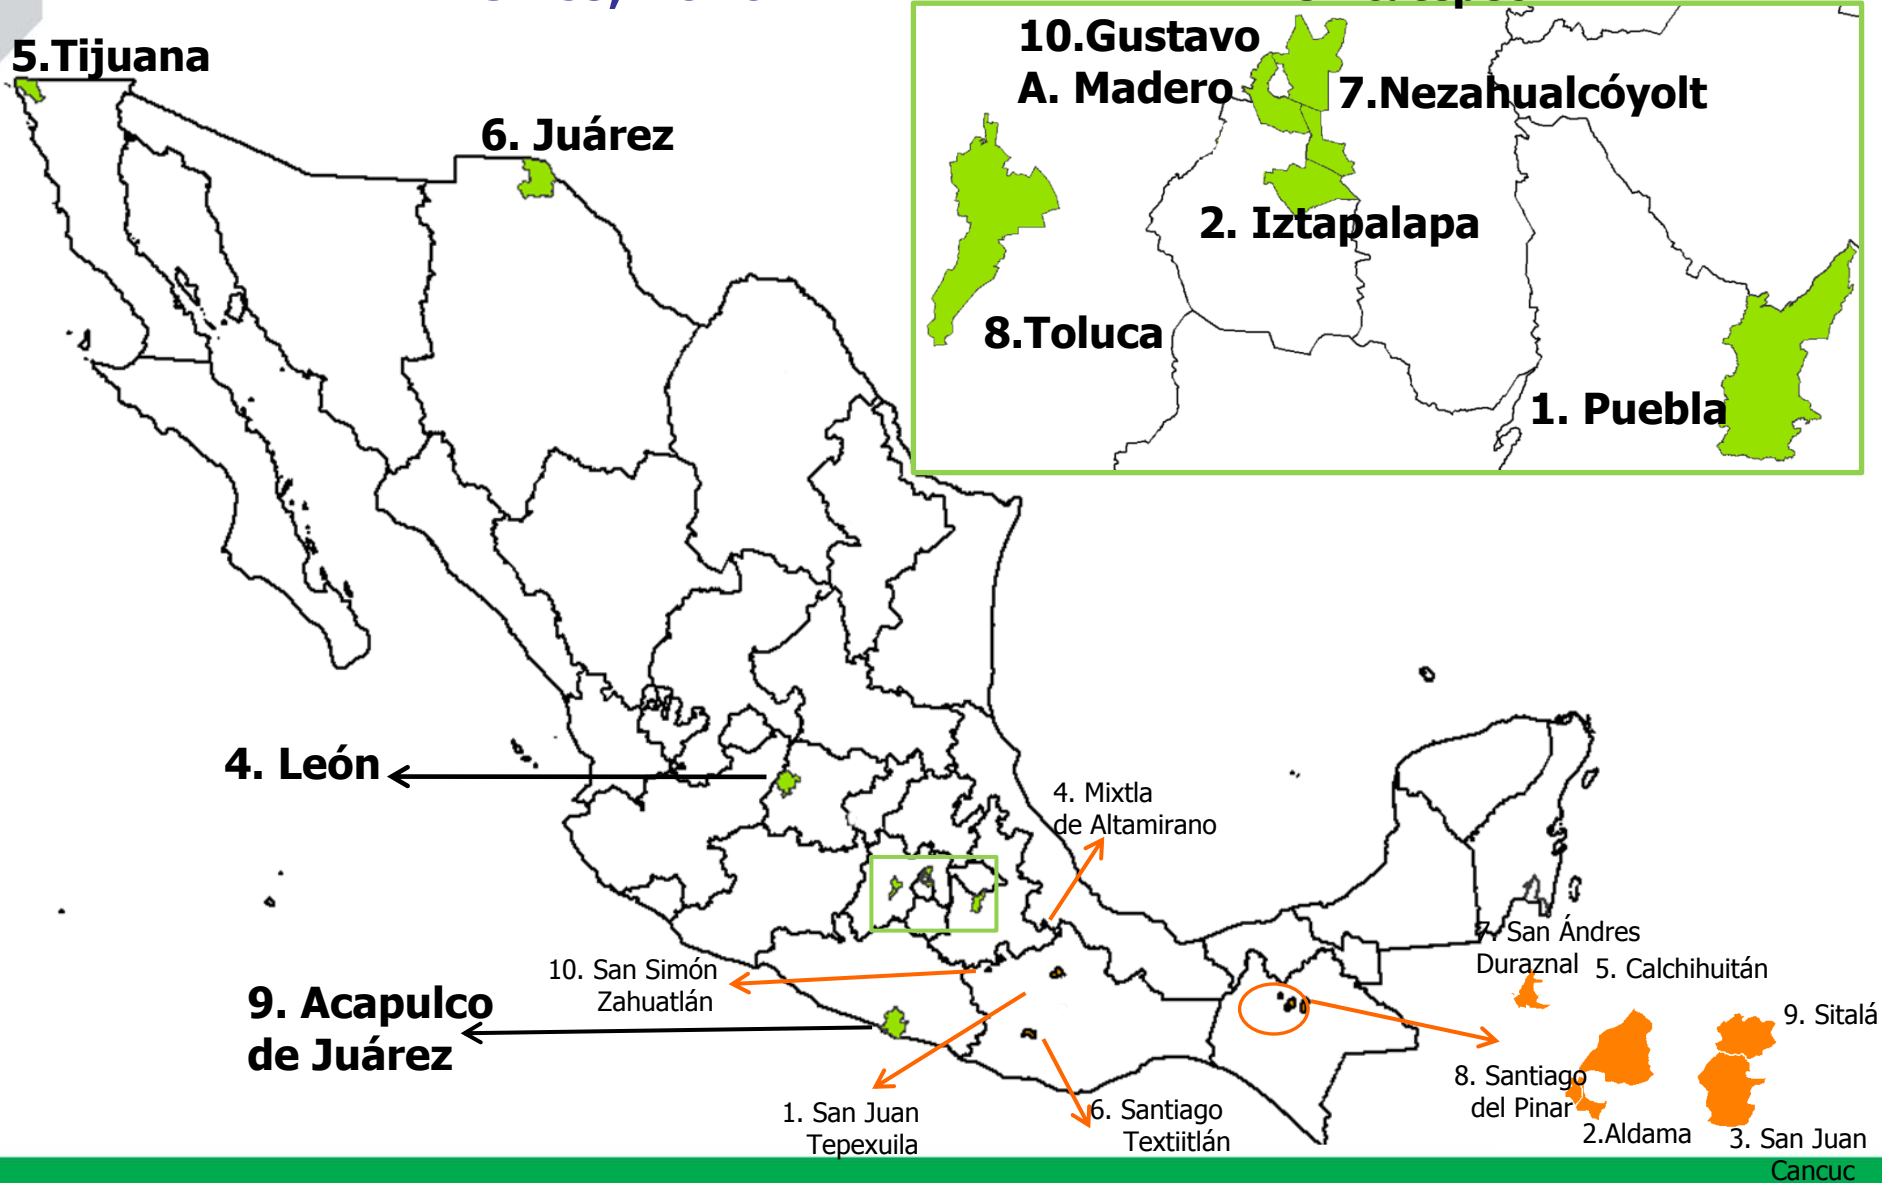 5.Tijuana
10.Gustavo
A. Madero
7.Nezahualcóyolt
6. Juárez
2. Iztapalapa
8.Toluca
1. Puebla
4. León
4. Mixtla
de Altamirano
7. San Ándres
Duraznal
5. Calchihuitán
10. San Simón
Zahuatlán
9. Acapulco
de Juárez
9. Sitalá
8. Santiago
del Pinar
1. San Juan
Tepexuila
6. Santiago
Textiitlán
2.Aldama
3. San Juan
Cancuc